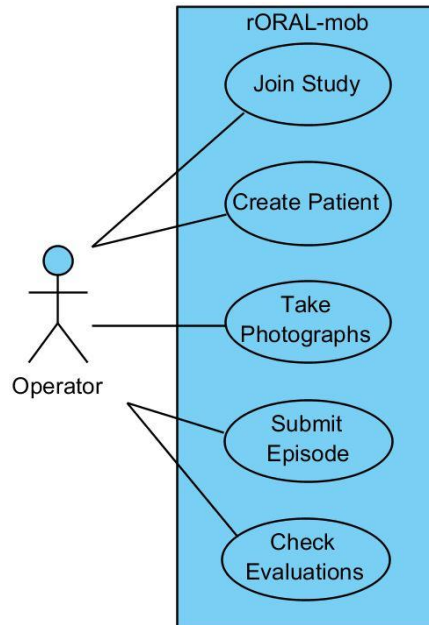 rORAL-mob
Join Study
Create Patient
Take
Photographs
Operator
Submit
Episode
Check
Evaluations